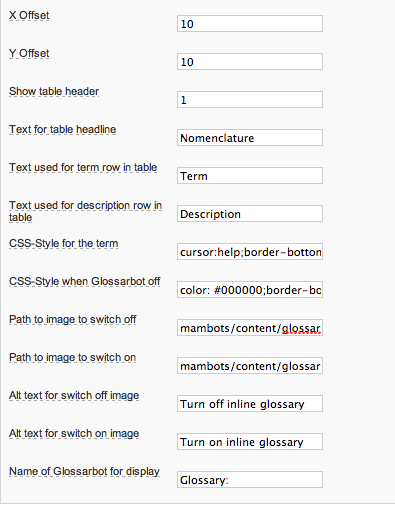 X Offset
10
Y Offset
10
Show table header
1
Text for table headline
Nomenclature
Text used for term row in table
Term
Text used for description row in
table
Description
CSS-Style for the term
cursor:help;border-botton
CSS-Style when Glossarbot off
color: #000000;border-bo
Path to image to switch off
mambots/content/glossar
Path to image to switch on
mambots/content/glossar
Alt text for switch off image
Turn off inline glossary
Alt text for switch on image
Turn on inline glossary
Name of Glossarbot for display
Glossary: